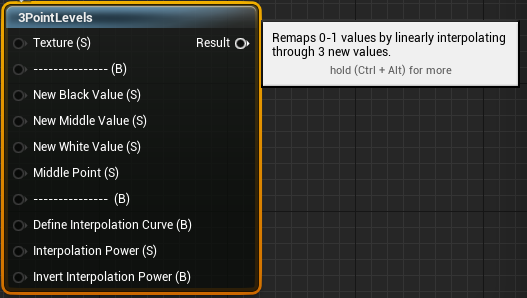 3PointLevels
Texture (S)
Result
--------------- (B)
New Black Value (S)
New Middle Value (S)
New White Value (S)
Middle Point (S)
--------------- (B)
Define Interpolation Curve (B)
Interpolation Power (S)
Invert Interpolation Power (B)
Remaps 0-1 values by linearly interpolating
through 3 new values.
hold (Ctrl + Alt) for more